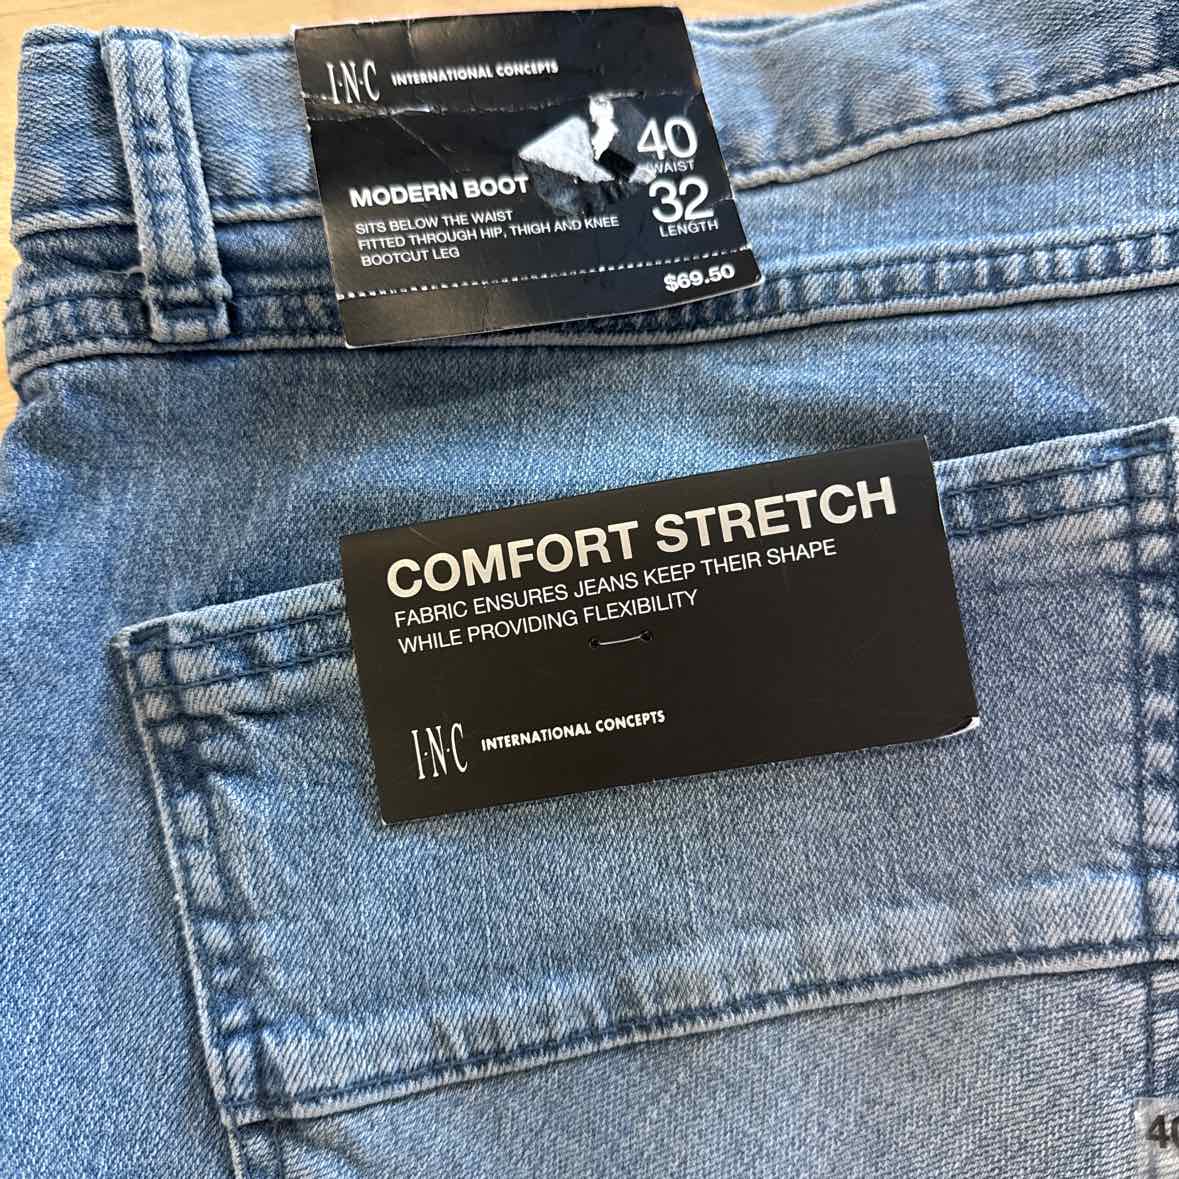 I·N·C INTERNATIONAL CONCEPTS
40
WAIST
MODERN BOOT
32
LENGTH
SITS BELOW THE WAIST
FITTED THROUGH HIP, THIGH AND KNEE
BOOTCUT LEG
$69.50
COMFORT STRETCH
FABRIC ENSURES JEANS KEEP THEIR SHAPE
WHILE PROVIDING FLEXIBILITY
I·N·C INTERNATIONAL CONCEPTS
40